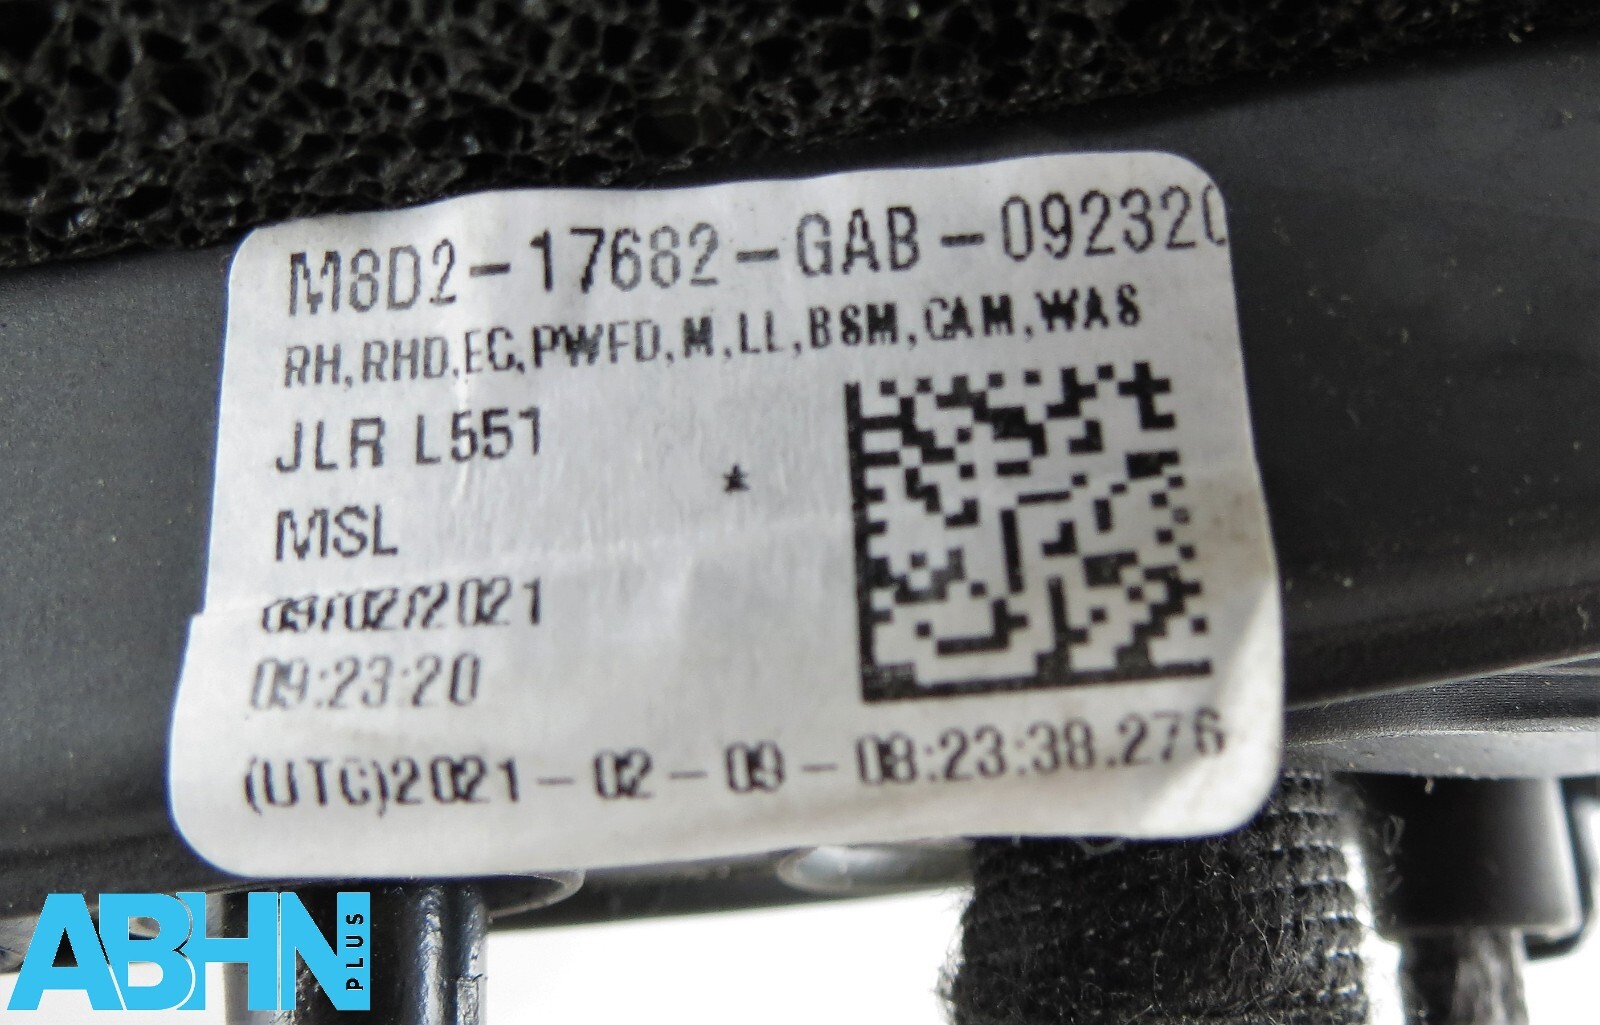 M8D2-17682-GAB-092320
RH,RHD,EC,PWFD,M,LL,BSM,CAM,WAS
JLR L551
*
MSL
09/02/2021
09:23:20
(UTC)2021-02-09-08:23:38.276
ABHN
PLUS